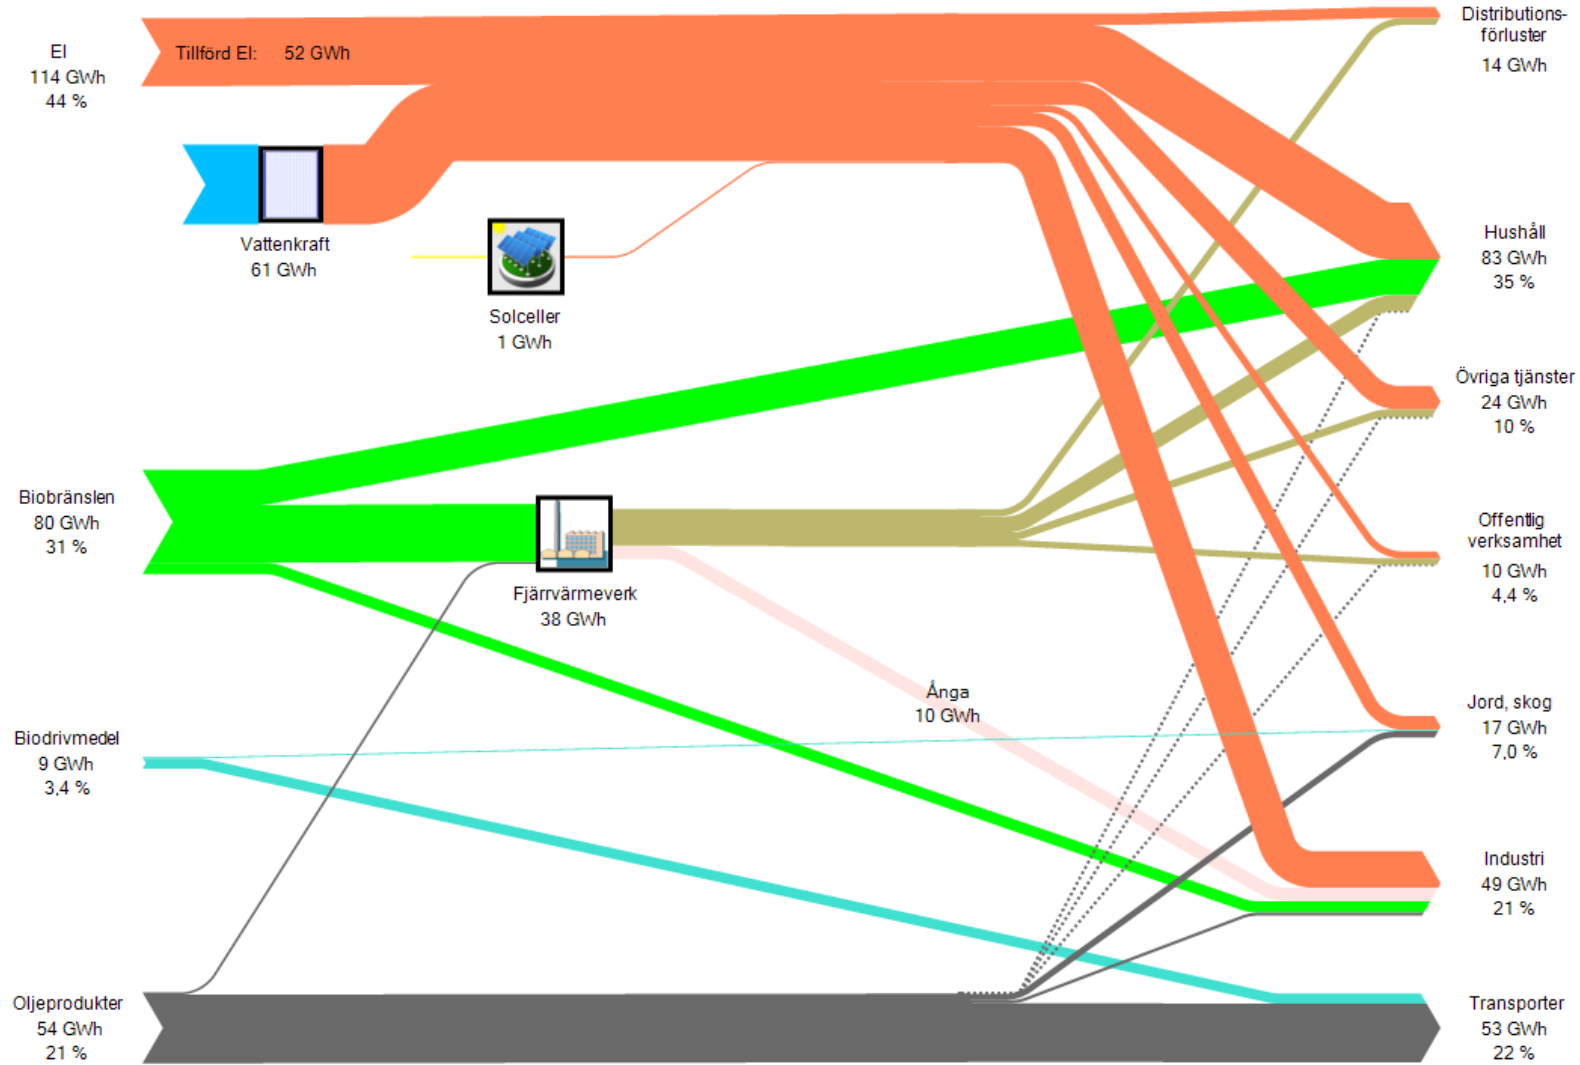 El
114 GWh
44 %
Tillförd El: 52 GWh
Vattenkraft
61 GWh
Solceller
1 GWh
Biobränslen
80 GWh
31 %
Fjärrvärmeverk
38 GWh
Ånga
10 GWh
Biodrivmedel
9 GWh
3,4 %
Oljeprodukter
54 GWh
21 %
Distributions-
förluster
14 GWh
Hushåll
83 GWh
35 %
Övriga tjänster
24 GWh
10 %
Offentlig
verksamhet
10 GWh
4,4 %
Jord, skog
17 GWh
7,0 %
Industri
49 GWh
21 %
Transporter
53 GWh
22 %